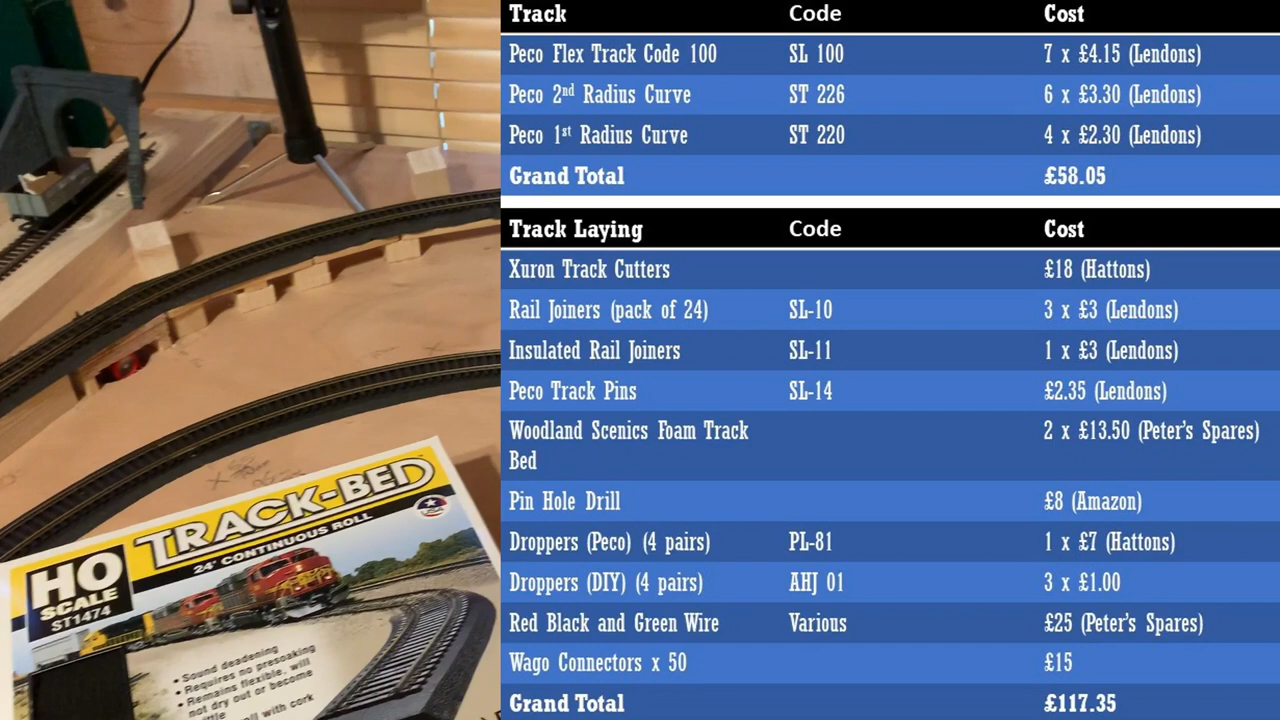 HO
SCALE
ST1474
TRACK-BED
24' CONTINUOUS ROLL
USA
• Sound deadening
• Requires no presoaking
• Remains flexible, will
not dry out or become
Track Code Cost
Peco Flex Track Code 100 SL 100 7 x £4.15 (Lendons)
Peco 2nd Radius Curve ST 226 6 x £3.30 (Lendons)
Peco 1st Radius Curve ST 220 4 x £2.30 (Lendons)
Grand Total £58.05
Track Laying Code Cost
Xuron Track Cutters £18 (Hattons)
Rail Joiners (pack of 24) SL-10 3 x £3 (Lendons)
Insulated Rail Joiners SL-11 1 x £3 (Lendons)
Peco Track Pins SL-14 £2.35 (Lendons)
Woodland Scenics Foam Track 2 x £13.50 (Peter's Spares)
Bed
Pin Hole Drill £8 (Amazon)
Droppers (Peco) (4 pairs) PL-81 1 x £7 (Hattons)
Droppers (DIY) (4 pairs) AHJ 01 3 x £1.00
Red Black and Green Wire Various £25 (Peter's Spares)
Wago Connectors x 50 £15
Grand Total £117.35